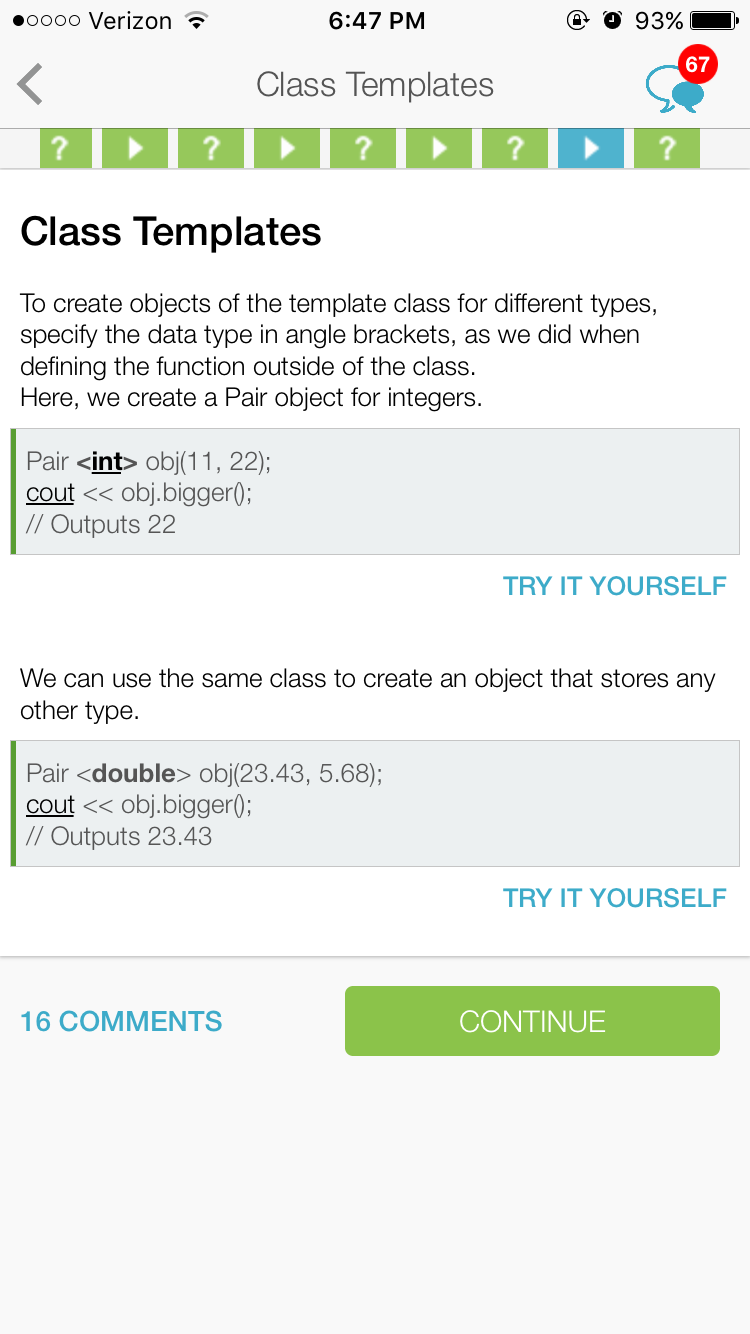 Verizon 6:47 PM 93%
Class Templates 67
? ? ? ? ?
Class Templates
To create objects of the template class for different types,
specify the data type in angle brackets, as we did when
defining the function outside of the class.
Here, we create a Pair object for integers.
Pair <int> obj(11, 22);
cout << obj.bigger();
// Outputs 22
TRY IT YOURSELF
We can use the same class to create an object that stores any
other type.
Pair <double> obj(23.43, 5.68);
cout << obj.bigger();
// Outputs 23.43
TRY IT YOURSELF
16 COMMENTS CONTINUE